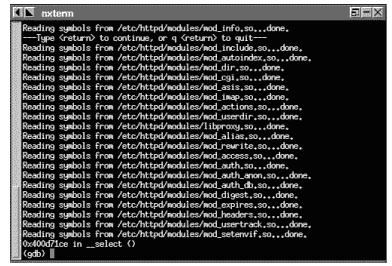 nxterm
Reading symbols from /etc/httpd/modules/mod_info.so...done.
---Type <return> to continue, or q <return> to quit---
Reading symbols from /etc/httpd/modules/mod_include.so...done.
Reading symbols from /etc/httpd/modules/mod_autoindex.so...done.
Reading symbols from /etc/httpd/modules/mod_dir.so...done.
Reading symbols from /etc/httpd/modules/mod_cgi.so...done.
Reading symbols from /etc/httpd/modules/mod_asis.so...done.
Reading symbols from /etc/httpd/modules/mod_imap.so...done.
Reading symbols from /etc/httpd/modules/mod_actions.so...done.
Reading symbols from /etc/httpd/modules/mod_userdir.so...done.
Reading symbols from /etc/httpd/modules/libproxy.so...done.
Reading symbols from /etc/httpd/modules/mod_alias.so...done.
Reading symbols from /etc/httpd/modules/mod_rewrite.so...done.
Reading symbols from /etc/httpd/modules/mod_access.so...done.
Reading symbols from /etc/httpd/modules/mod_auth.so...done.
Reading symbols from /etc/httpd/modules/mod_auth_anon.so...done.
Reading symbols from /etc/httpd/modules/mod_auth_db.so...done.
Reading symbols from /etc/httpd/modules/mod_digest.so...done.
Reading symbols from /etc/httpd/modules/mod_expires.so...done.
Reading symbols from /etc/httpd/modules/mod_headers.so...done.
Reading symbols from /etc/httpd/modules/mod_usertrack.so...done.
Reading symbols from /etc/httpd/modules/mod_setenvif.so...done.
0x400d71ce in __select ()
(gdb)